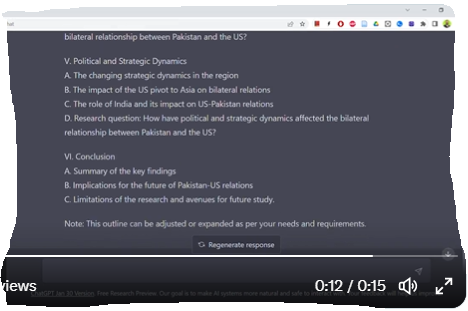 bilateral relationship between Pakistan and the US?
V. Political and Strategic Dynamics
A. The changing strategic dynamics in the region
B. The impact of the US pivot to Asia on bilateral relations
C. The role of India and its impact on US-Pakistan relations
D. Research question: How have political and strategic dynamics affected the bilateral
relationship between Pakistan and the US?
VI. Conclusion
A. Summary of the key findings
B. Implications for the future of Pakistan-US relations
C. Limitations of the research and avenues for future study.
Note: This outline can be adjusted or expanded as per your needs and requirements.
Regenerate response
views
0:12 / 0:15
ChatGPT Jan 30 Version. Free Research Preview. Our goal is to make AI systems more natural and safe to interact with. Your feedback will